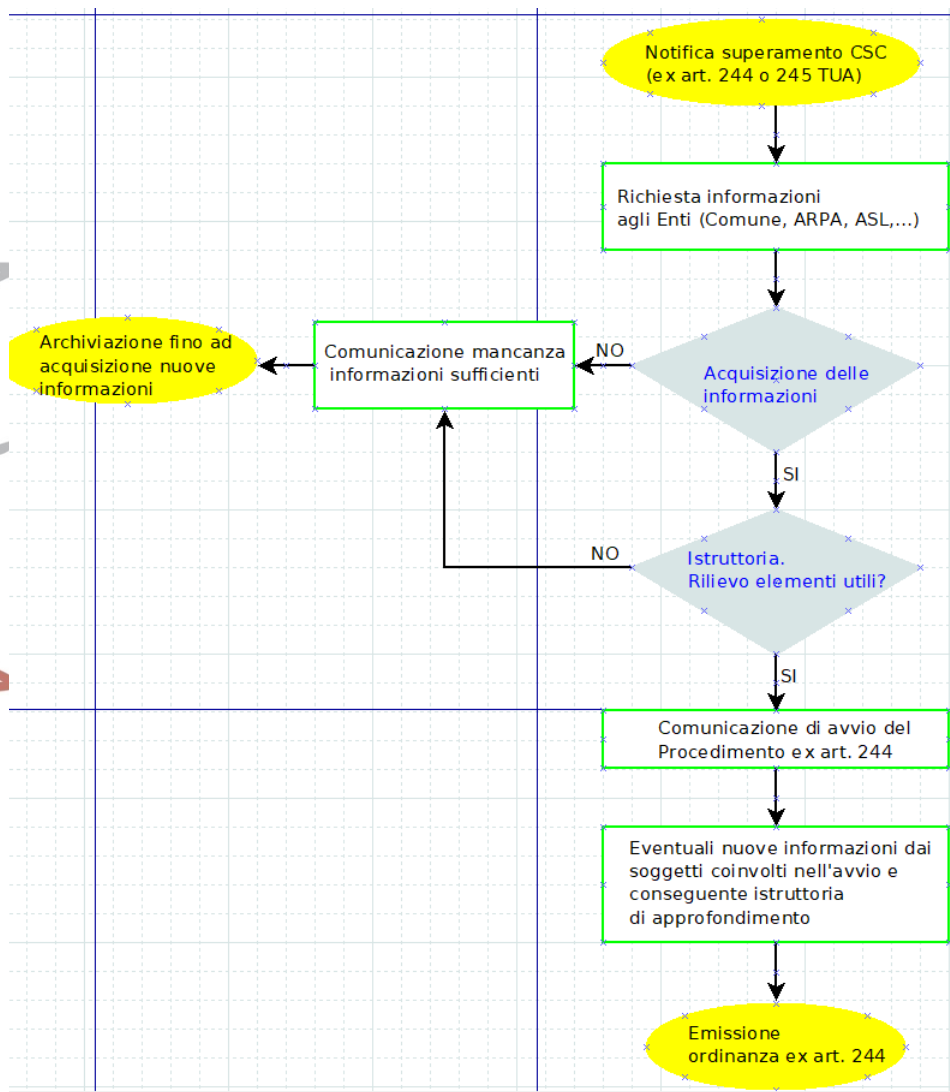 Notifica superamento CSC
(ex art. 244 o 245 TUA)
Richiesta informazioni
agli Enti (Comune, ARPA, ASL,...)
Archiviazione fino ad
acquisizione nuove
informazioni
Comunicazione mancanza
informazioni sufficienti
NO
Acquisizione delle
informazioni
SI
NO
Istruttoria.
Rilievo elementi utili?
SI
Comunicazione di avvio del
Procedimento ex art. 244
Eventuali nuove informazioni dai
soggetti coinvolti nell'avvio e
conseguente istruttoria
di approfondimento
Emissione
ordinanza ex art. 244